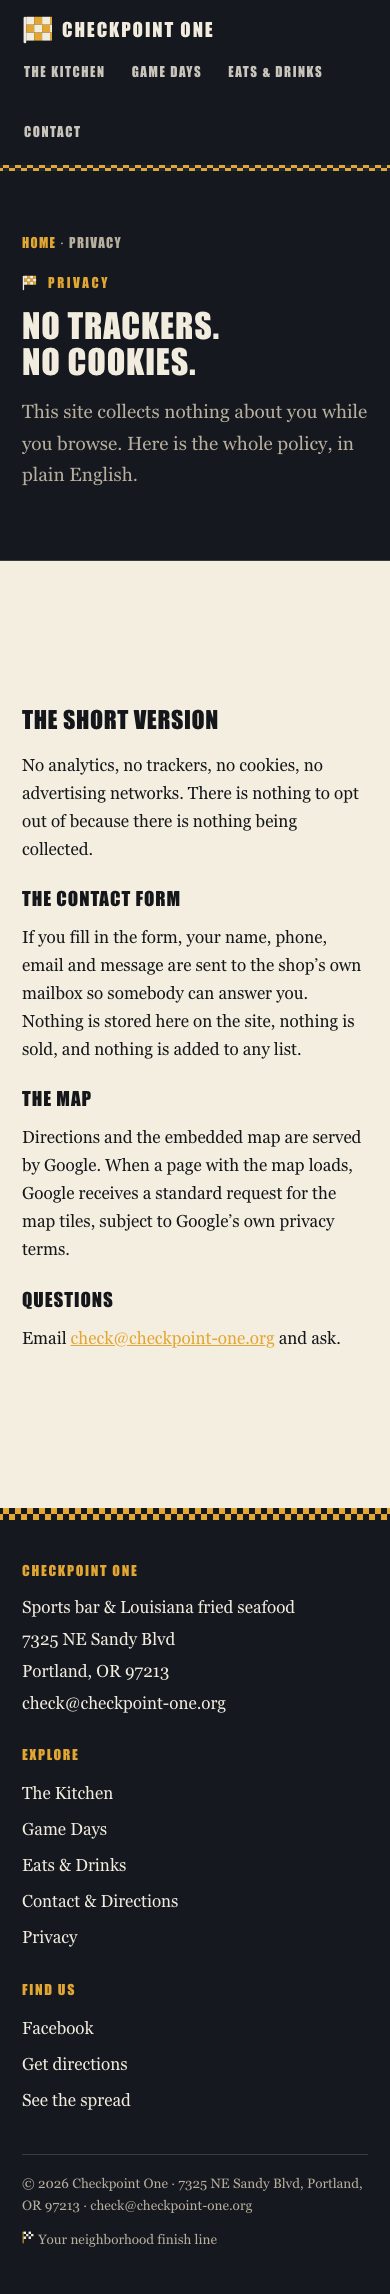 CHECKPOINT ONE
THE KITCHEN GAME DAYS EATS & DRINKS
CONTACT
HOME · PRIVACY
PRIVACY
NO TRACKERS.
NO COOKIES.
This site collects nothing about you while
you browse. Here is the whole policy, in
plain English.
THE SHORT VERSION
No analytics, no trackers, no cookies, no
advertising networks. There is nothing to opt
out of because there is nothing being
collected.
THE CONTACT FORM
If you fill in the form, your name, phone,
email and message are sent to the shop’s own
mailbox so somebody can answer you.
Nothing is stored here on the site, nothing is
sold, and nothing is added to any list.
THE MAP
Directions and the embedded map are served
by Google. When a page with the map loads,
Google receives a standard request for the
map tiles, subject to Google’s own privacy
terms.
QUESTIONS
Email check@checkpoint-one.org and ask.
CHECKPOINT ONE
Sports bar & Louisiana fried seafood
7325 NE Sandy Blvd
Portland, OR 97213
check@checkpoint-one.org
EXPLORE
The Kitchen
Game Days
Eats & Drinks
Contact & Directions
Privacy
FIND US
Facebook
Get directions
See the spread
© 2026 Checkpoint One · 7325 NE Sandy Blvd, Portland,
OR 97213 · check@checkpoint-one.org
Your neighborhood finish line